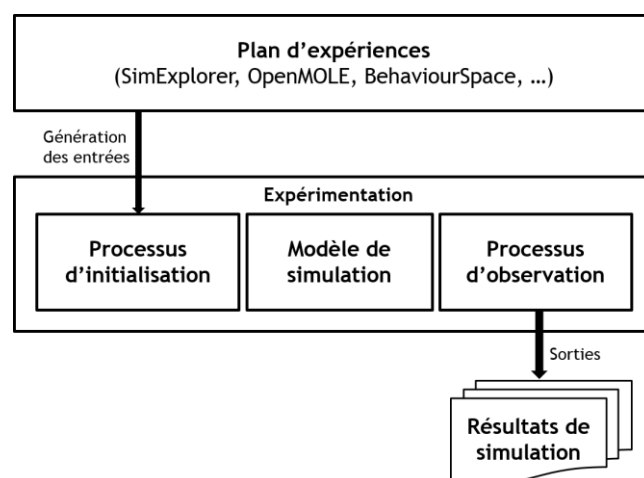 Plan d'expériences
(SimExplorer, OpenMOLE, BehaviourSpace, …)
Génération
des entrées
Expérimentation
Processus
d'initialisation
Modèle de
simulation
Processus
d'observation
Sorties
Résultats de
simulation